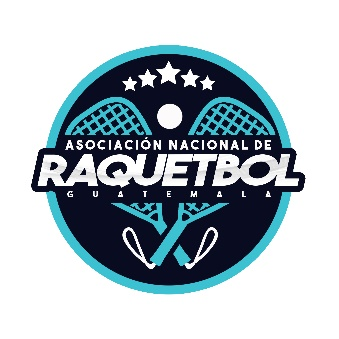 ASOCIACIÓN NACIONAL DE
RAQUETBOL
GUATEMALA